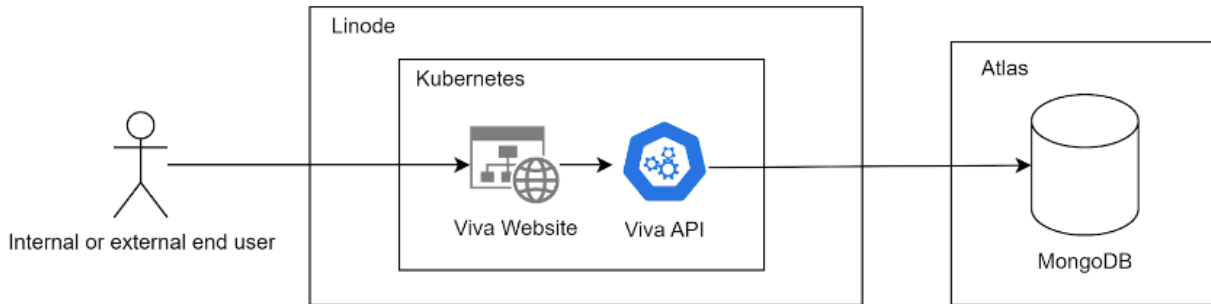 Linode
Kubernetes
Atlas
Viva Website
Viva API
Internal or external end user
MongoDB